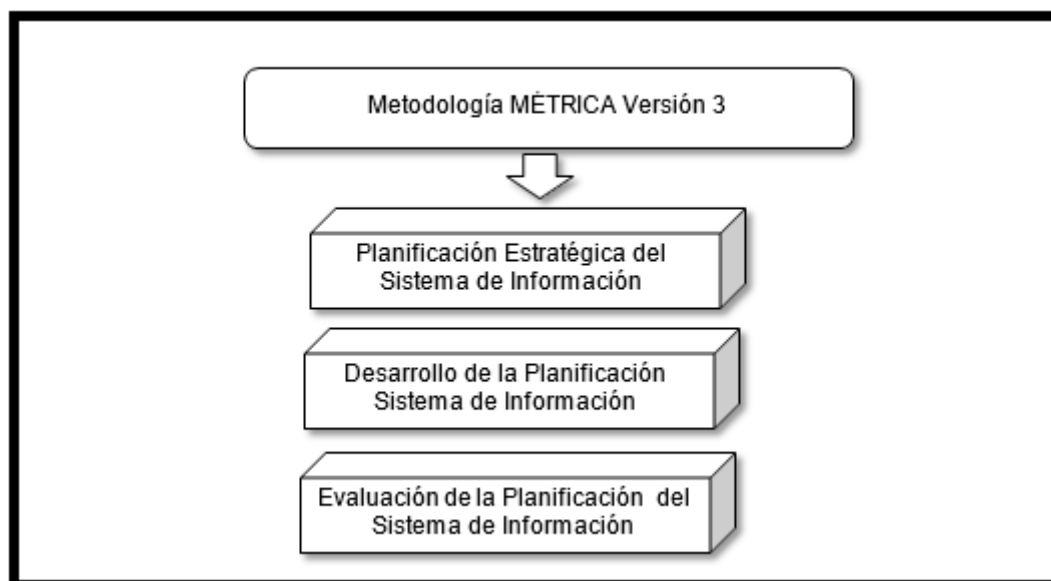 Metodología MÉTRICA Versión 3
Planificación Estratégica del
Sistema de Información
Desarrollo de la Planificación
Sistema de Información
Evaluación de la Planificación del
Sistema de Información